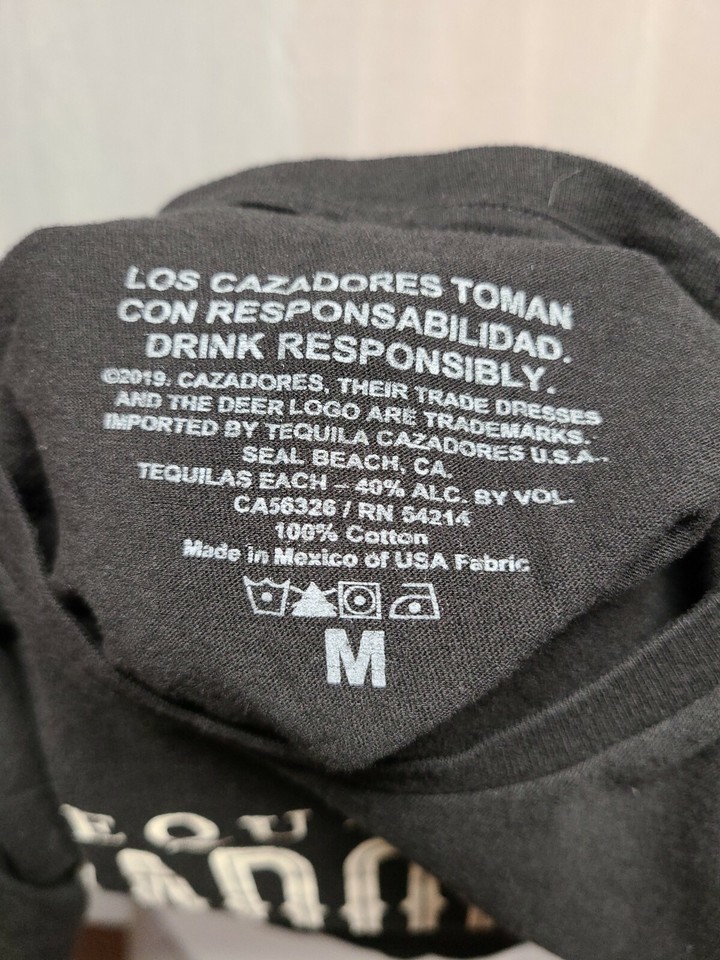 LOS CAZADORES TOMAN
CON RESPONSABILIDAD.
DRINK RESPONSIBLY.
©2019. CAZADORES, THEIR TRADE DRESSES
AND THE DEER LOGO ARE TRADEMARKS.
IMPORTED BY TEQUILA CAZADORES U.S.A.
SEAL BEACH, CA.
TEQUILAS EACH – 40% ALC. BY VOL.
CA56326 / RN 54214
100% Cotton
Made in Mexico of USA Fabric
M
EQU